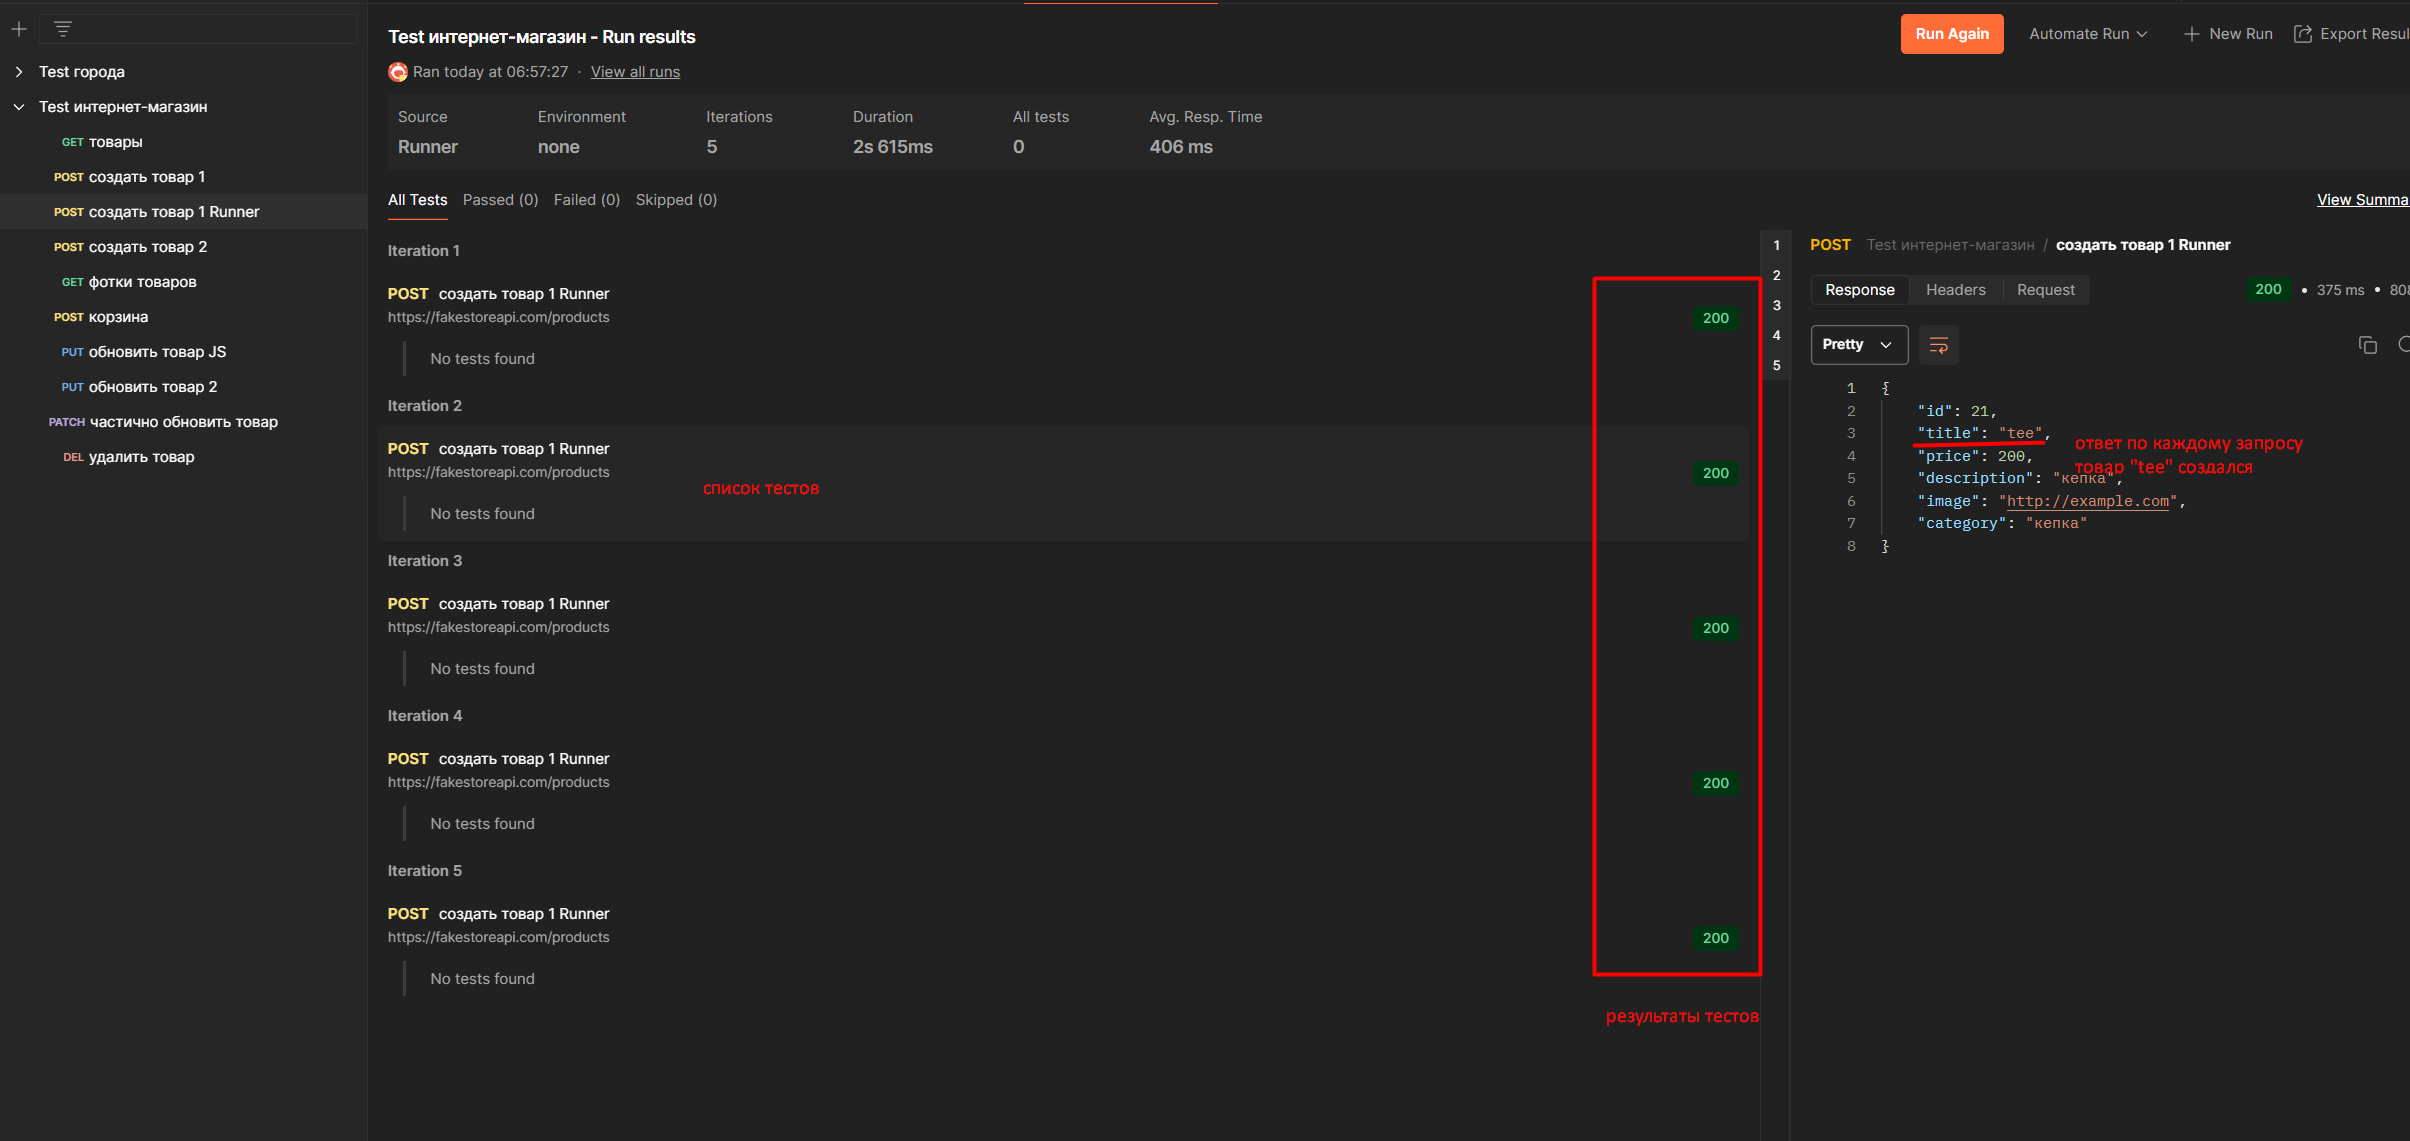 Test города
Test интернет-магазин
GET товары
POST создать товар 1
POST создать товар 1 Runner
POST создать товар 2
GET фотки товаров
POST корзина
PUT обновить товар JS
PUT обновить товар 2
PATCH частично обновить товар
DEL удалить товар
Test интернет-магазин - Run results
Ran today at 06:57:27 · View all runs
Run Again
Automate Run
New Run
Export Resul
Source Environment Iterations Duration All tests Avg. Resp. Time
Runner none 5 2s 615ms 0 406 ms
All Tests Passed (0) Failed (0) Skipped (0)
View Summa
Iteration 1
POST создать товар 1 Runner
https://fakestoreapi.com/products
200
No tests found
Iteration 2
POST создать товар 1 Runner
https://fakestoreapi.com/products
200
список тестов
No tests found
Iteration 3
POST создать товар 1 Runner
https://fakestoreapi.com/products
200
No tests found
Iteration 4
POST создать товар 1 Runner
https://fakestoreapi.com/products
200
No tests found
Iteration 5
POST создать товар 1 Runner
https://fakestoreapi.com/products
200
No tests found
результаты тестов
1
2
3
4
5
POST Test интернет-магазин / создать товар 1 Runner
Response Headers Request
200 • 375 ms • 808
Pretty
1 {
2 "id": 21,
3 "title": "tee",
4 "price": 200,
5 "description": "кепка",
6 "image": "http://example.com",
7 "category": "кепка"
8 }
ответ по каждому запросу
товар "tee" создался